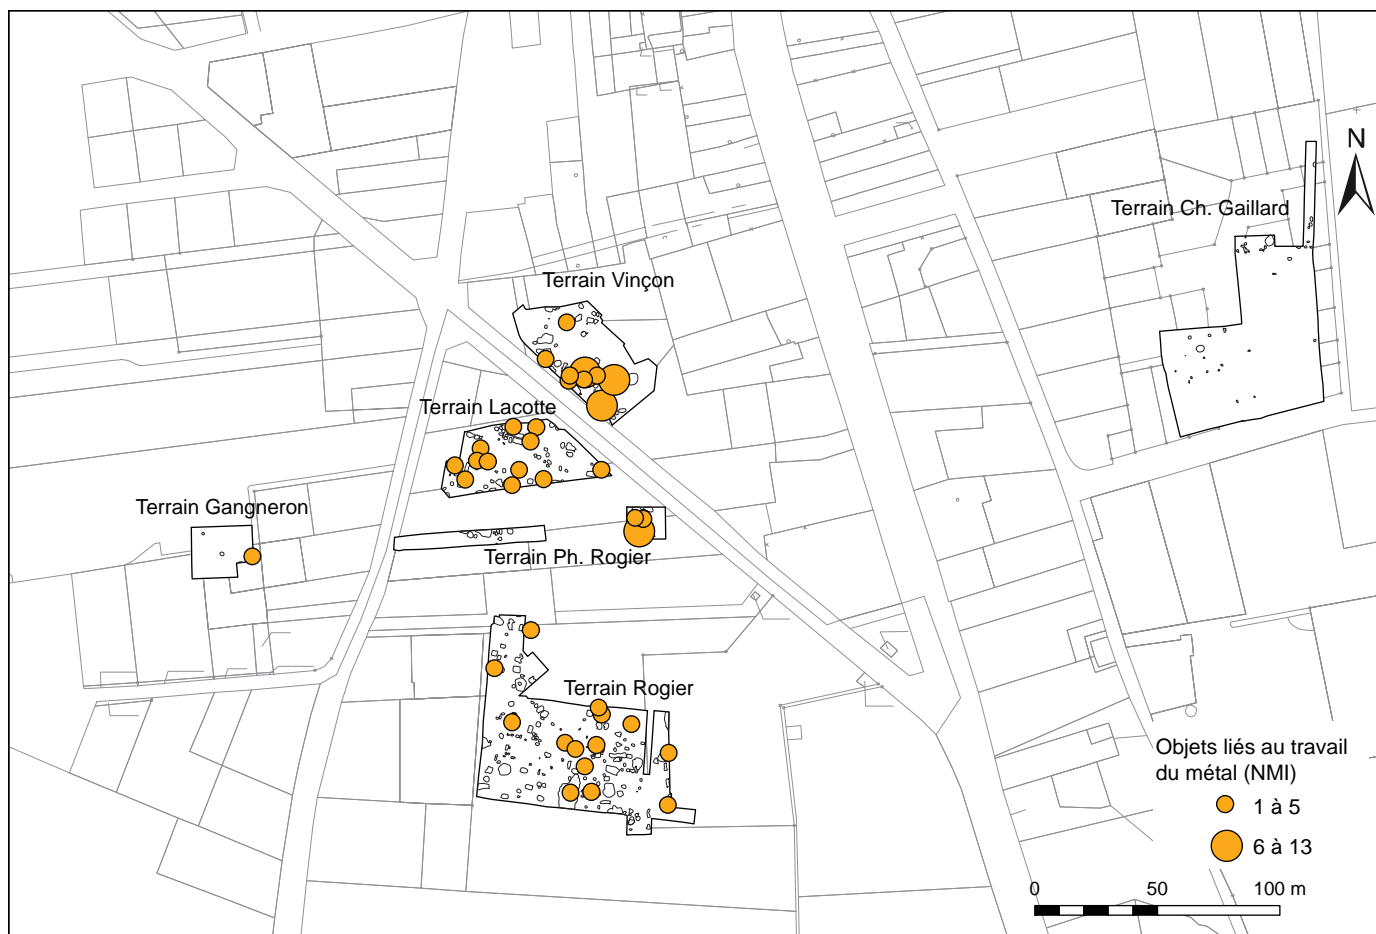 N
Terrain Ch. Gaillard
Terrain Vinçon
Terrain Lacotte
Terrain Gangneron
Terrain Ph. Rogier
Terrain Rogier
Objets liés au travail
du métal (NMI)
1 à 5
6 à 13
0 50 100 m